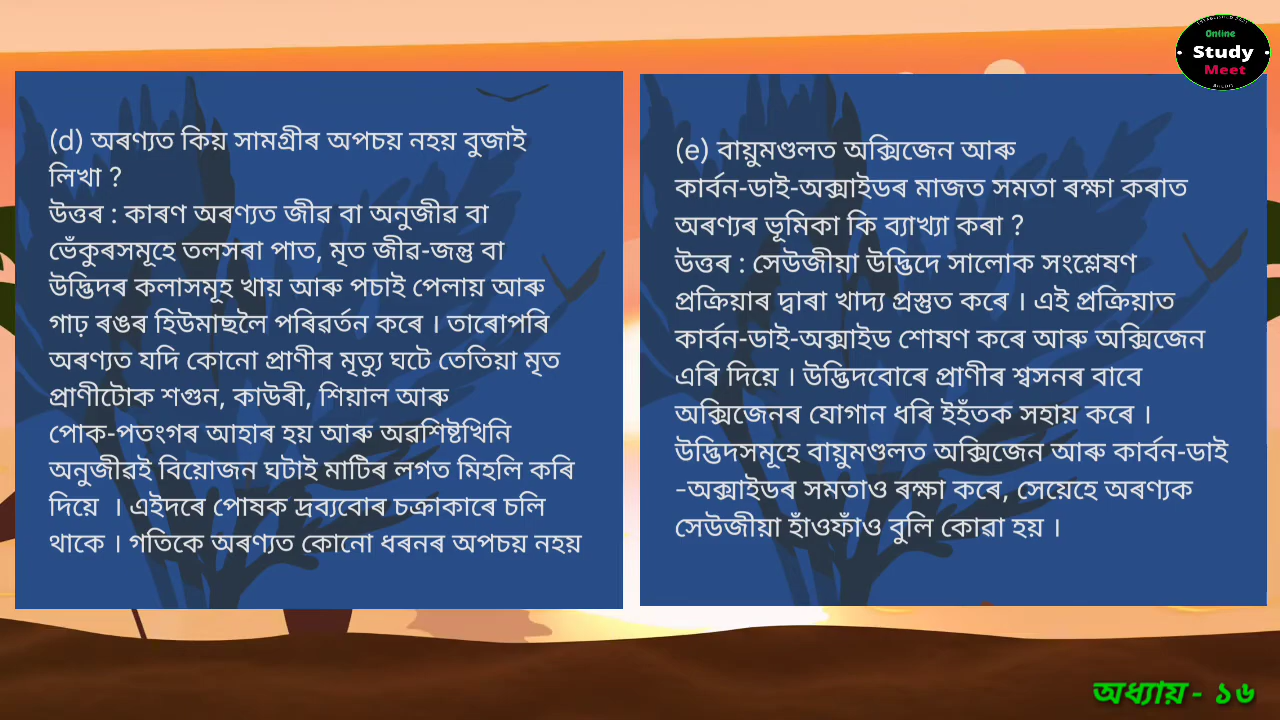 Online
Study
Meet
(d) অৰণ্যত কিয় সামগ্ৰীৰ অপচয় নহয় বুজাই
লিখা ?
উত্তৰ : কাৰণ অৰণ্যত জীৱ বা অনুজীৱ বা
ভেঁকুৰসমূহে তলসৰা পাত, মৃত জীৱ-জন্তু বা
উদ্ভিদৰ কলাসমূহ খায় আৰু পচাই পেলায় আৰু
গাঢ় ৰঙৰ হিউমাছলৈ পৰিৱৰ্তন কৰে । তাৰোপৰি
অৰণ্যত যদি কোনো প্ৰাণীৰ মৃত্যু ঘটে তেতিয়া মৃত
প্ৰাণীটোক শগুন, কাউৰী, শিয়াল আৰু
পোক-পতংগৰ আহাৰ হয় আৰু অৱশিষ্টখিনি
অনুজীৱই বিয়োজন ঘটাই মাটিৰ লগত মিহলি কৰি
দিয়ে । এইদৰে পোষক দ্ৰব্যবোৰ চক্ৰাকাৰে চলি
থাকে । গতিকে অৰণ্যত কোনো ধৰনৰ অপচয় নহয়
(e) বায়ুমণ্ডলত অক্সিজেন আৰু
কাৰ্বন-ডাই-অক্সাইডৰ মাজত সমতা ৰক্ষা কৰাত
অৰণ্যৰ ভূমিকা কি ব্যাখ্যা কৰা ?
উত্তৰ : সেউজীয়া উদ্ভিদে সালোক সংশ্লেষণ
প্ৰক্ৰিয়াৰ দ্বাৰা খাদ্য প্ৰস্তুত কৰে । এই প্ৰক্ৰিয়াত
কাৰ্বন-ডাই-অক্সাইড শোষণ কৰে আৰু অক্সিজেন
এৰি দিয়ে । উদ্ভিদবোৰে প্ৰাণীৰ শ্বসনৰ বাবে
অক্সিজেনৰ যোগান ধৰি ইহঁতক সহায় কৰে ।
উদ্ভিদসমূহে বায়ুমণ্ডলত অক্সিজেন আৰু কাৰ্বন-ডাই
-অক্সাইডৰ সমতাও ৰক্ষা কৰে, সেয়েহে অৰণ্যক
সেউজীয়া হাঁওফাঁও বুলি কোৱা হয় ।
অধ্যায় - ১৬